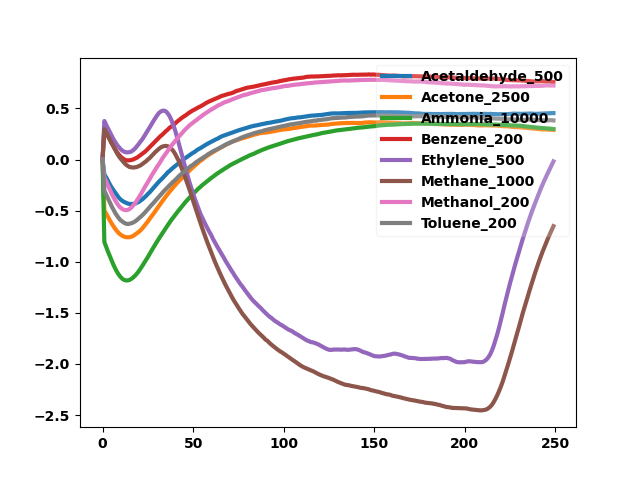 Acetaldehyde_500
Acetone_2500
Ammonia_10000
Benzene_200
Ethylene_500
Methane_1000
Methanol_200
Toluene_200
0.5
0.0
−0.5
−1.0
−1.5
−2.0
−2.5
0 50 100 150 200 250